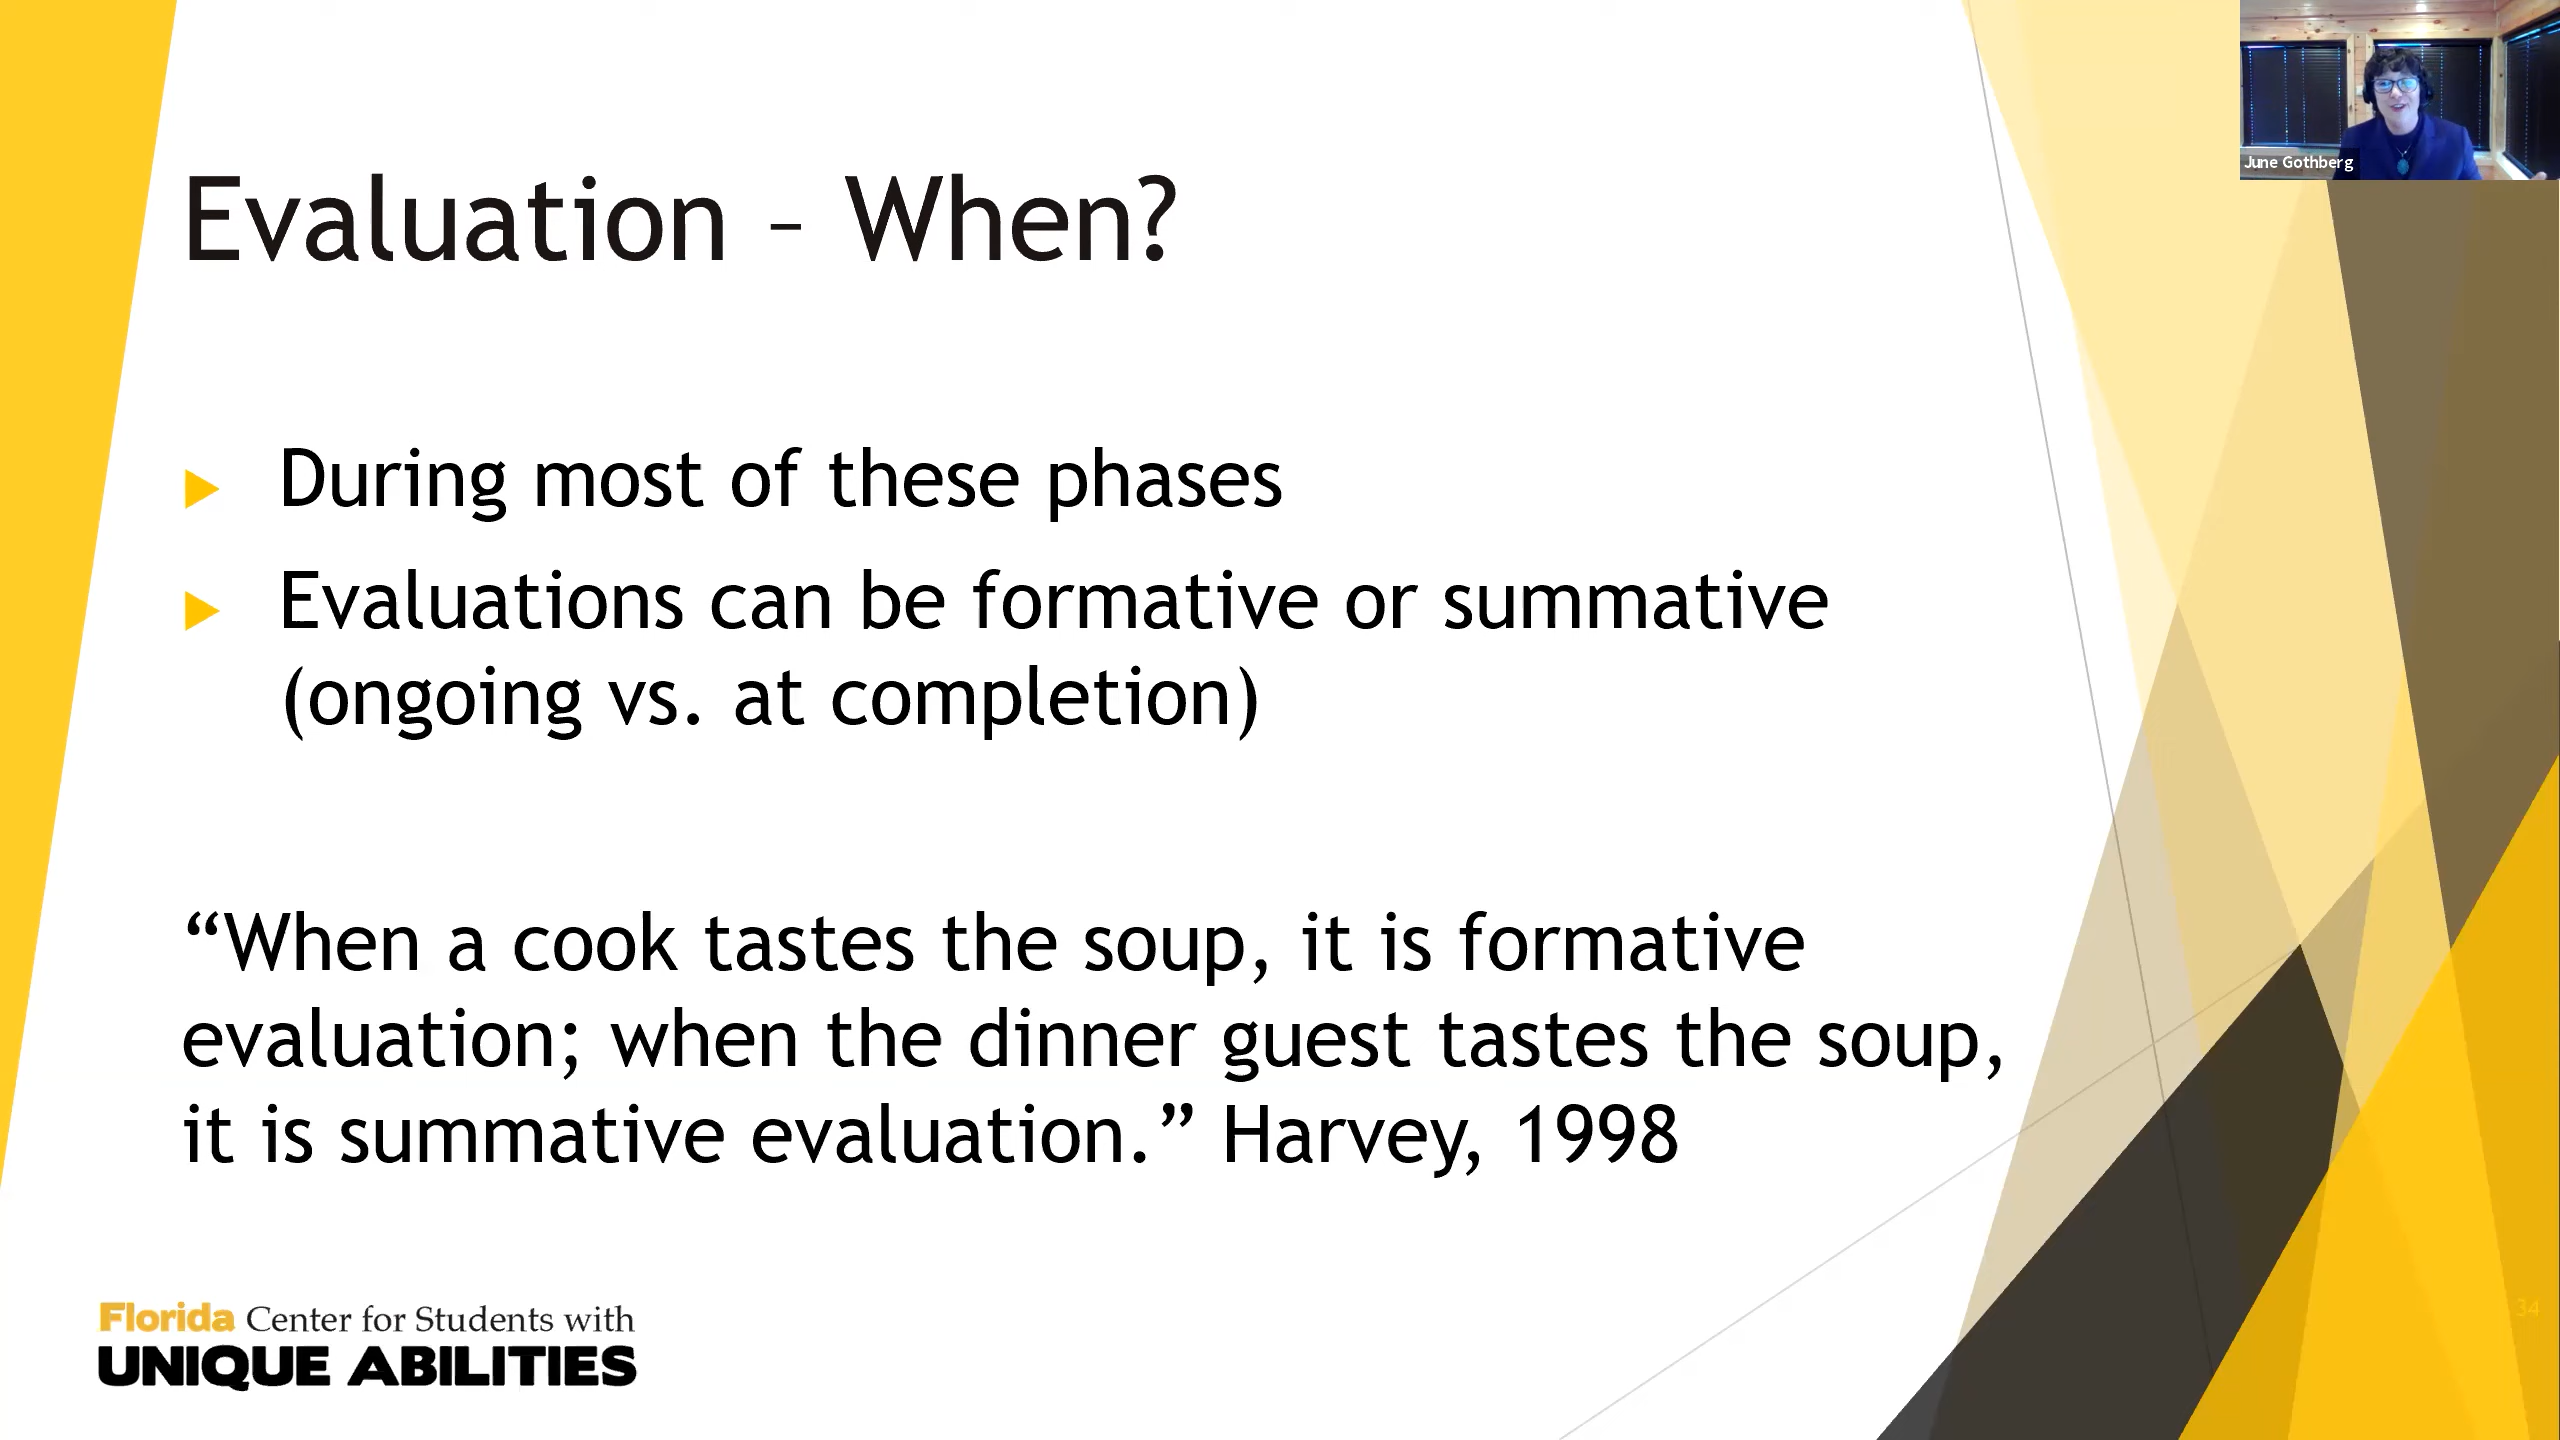 June Gothberg
Evaluation – When?
During most of these phases
Evaluations can be formative or summative
(ongoing vs. at completion)
“When a cook tastes the soup, it is formative
evaluation; when the dinner guest tastes the soup,
it is summative evaluation.” Harvey, 1998
Florida Center for Students with
UNIQUE ABILITIES
34